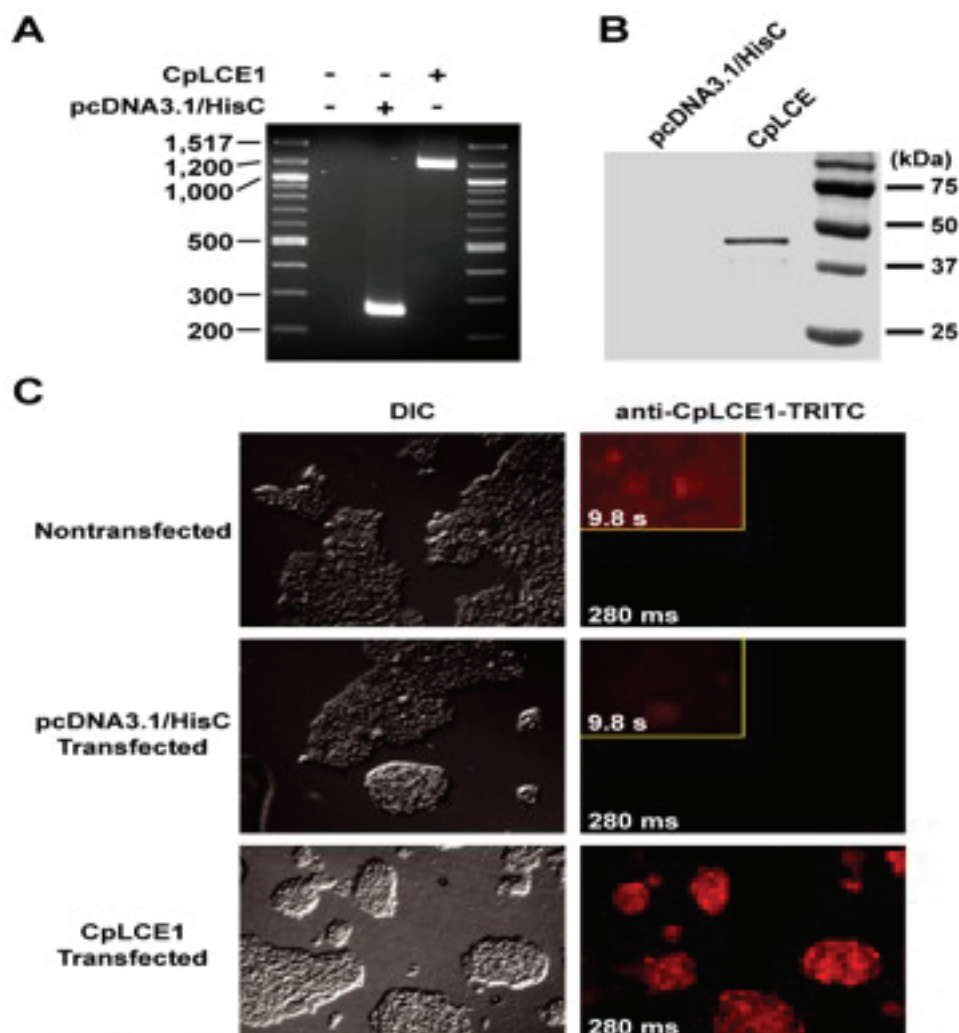 A
CpLCE1 - - +
pcDNA3.1/HisC - + -
1,517
1,200
1,000
500
300
200
B
pcDNA3.1/HisC
CpLCE
(kDa)
75
50
37
25
C
DIC
anti-CpLCE1-TRITC
Nontransfected
9.8 s
280 ms
pcDNA3.1/HisC
Transfected
9.8 s
280 ms
CpLCE1
Transfected
280 ms